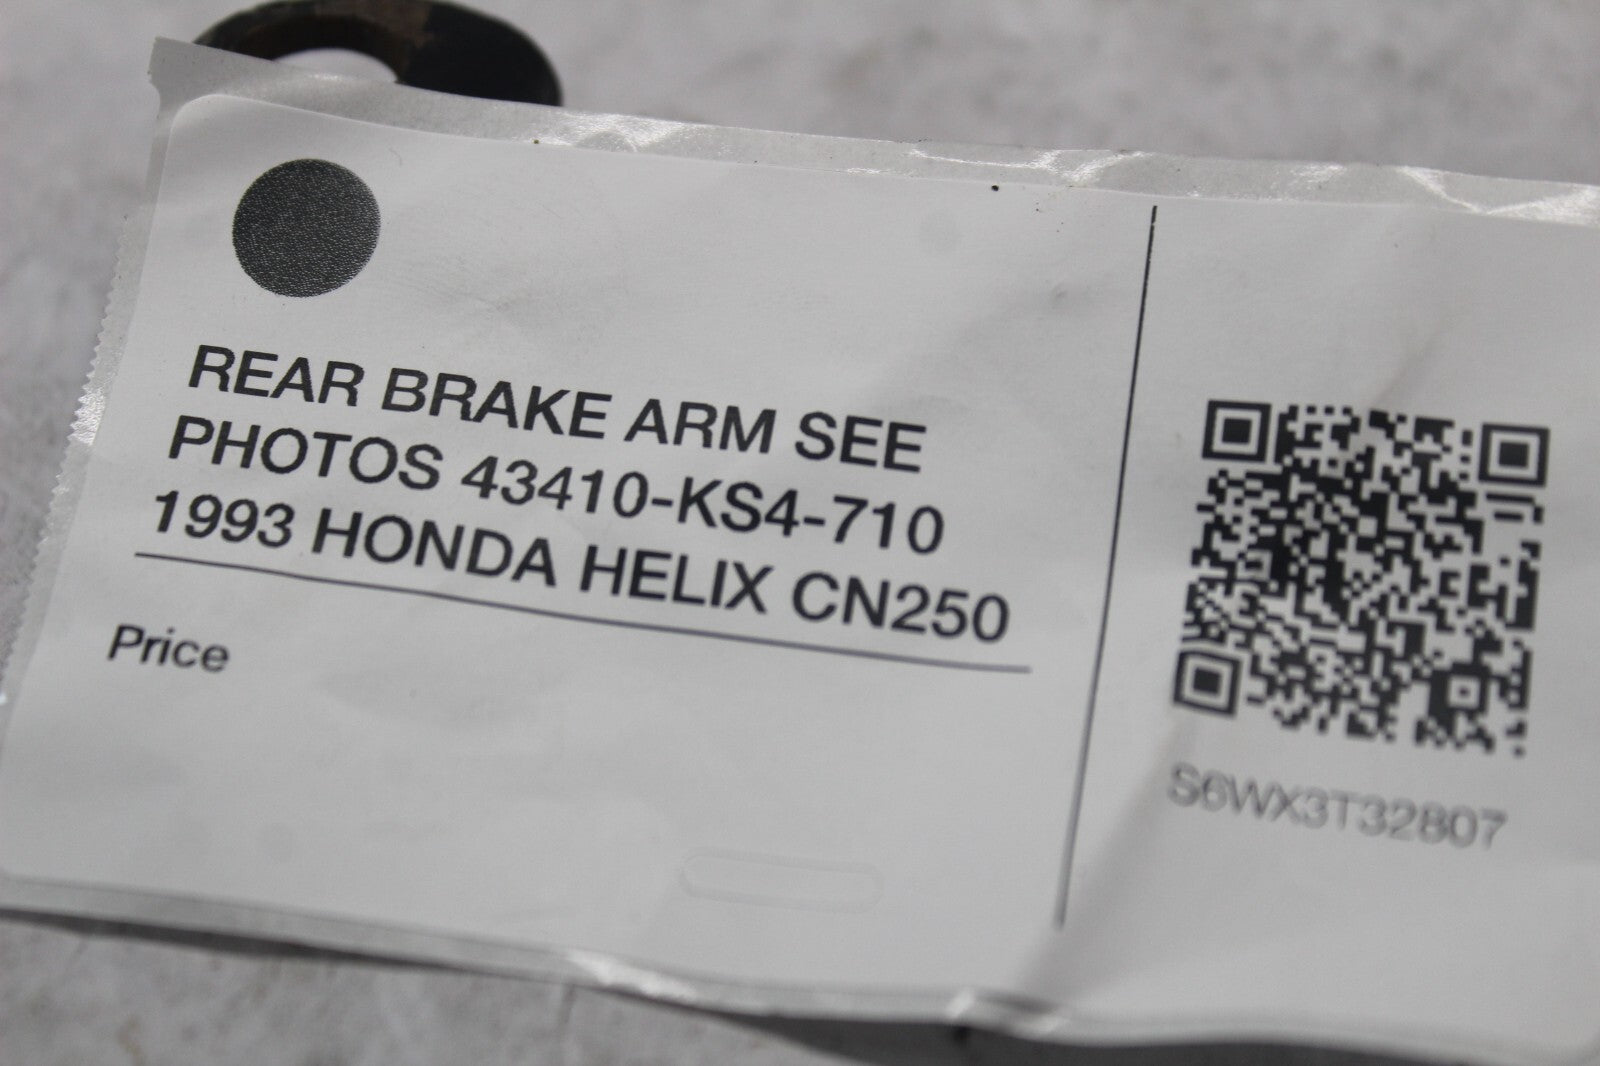 REAR BRAKE ARM SEE
PHOTOS 43410-KS4-710
1993 HONDA HELIX CN250
Price
S6WX3T32807